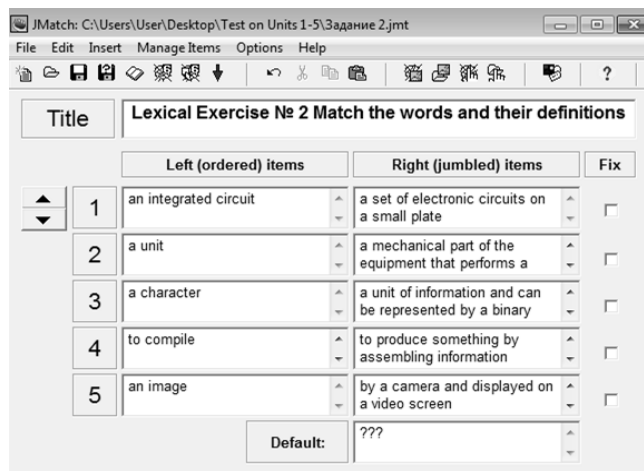 JMatch: C:\Users\User\Desktop\Test on Units 1-5\Задание 2.jmt
File Edit Insert Manage Items Options Help
?
Title
Lexical Exercise № 2 Match the words and their definitions
Left (ordered) items
Right (jumbled) items
Fix
1
an integrated circuit
a set of electronic circuits on
a small plate
2
a unit
a mechanical part of the
equipment that performs a
3
a character
a unit of information and can
be represented by a binary
4
to compile
to produce something by
assembling information
5
an image
by a camera and displayed on
a video screen
Default:
???